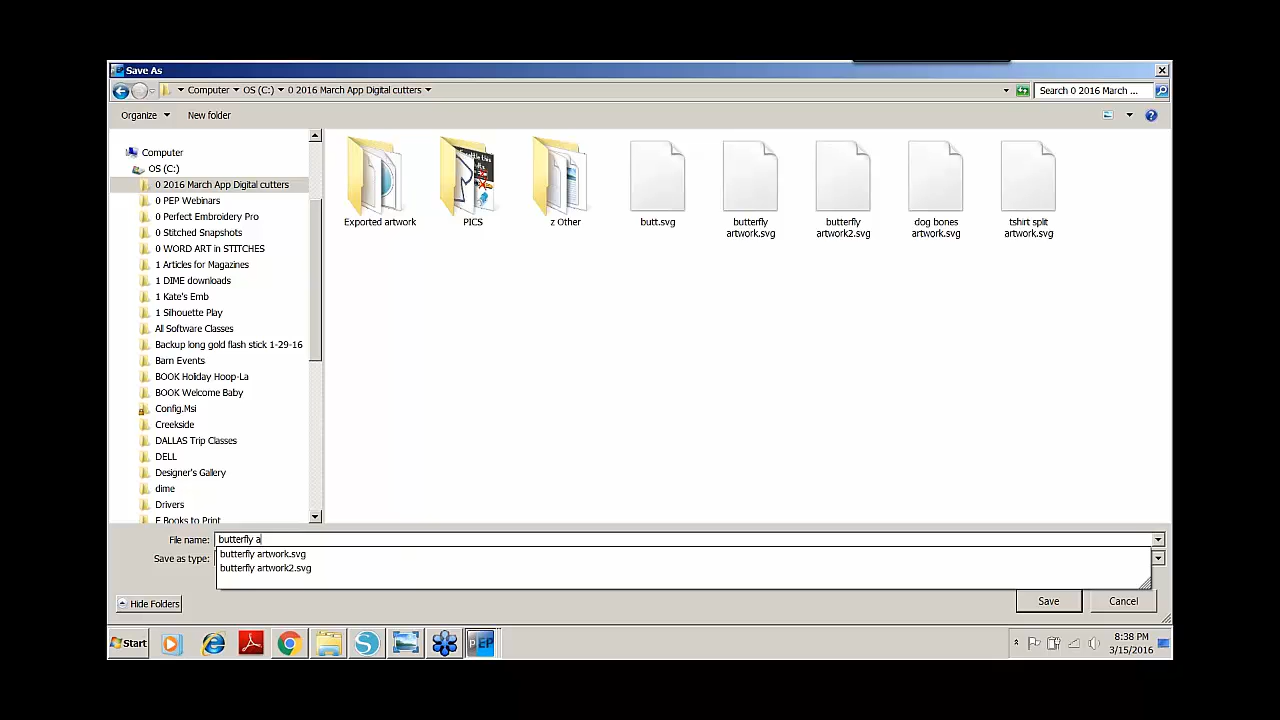 Save As
Computer OS (C:) 0 2016 March App Digital cutters
Search 0 2016 March ...
Organize New folder
Computer
OS (C:)
0 2016 March App Digital cutters
0 PEP Webinars
0 Perfect Embroidery Pro
0 Stitched Snapshots
0 WORD ART in STITCHES
1 Articles for Magazines
1 DIME downloads
1 Kate's Emb
1 Silhouette Play
All Software Classes
Backup long gold flash stick 1-29-16
Barn Events
BOOK Holiday Hoop-La
BOOK Welcome Baby
Config.Msi
Creekside
DALLAS Trip Classes
DELL
Designer's Gallery
dime
Drivers
E Books to Print
Exported artwork
PICS
z Other
butt.svg
butterfly
artwork.svg
butterfly
artwork2.svg
dog bones
artwork.svg
tshirt split
artwork.svg
File name: butterfly a
Save as type:
butterfly artwork.svg
butterfly artwork2.svg
Hide Folders
Save Cancel
Start
PEP
8:38 PM
3/15/2016